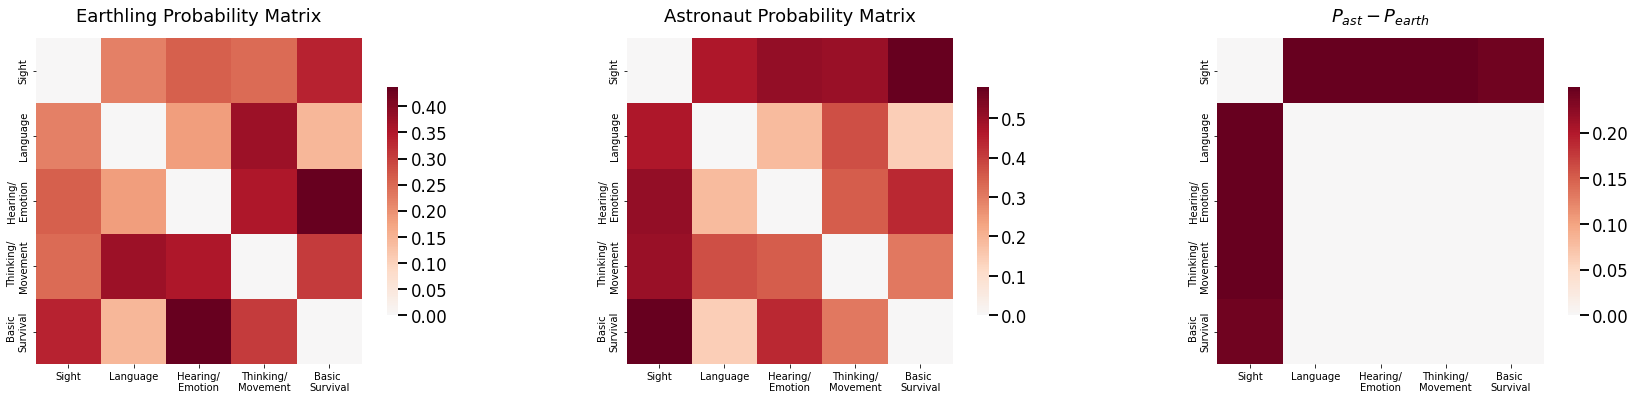 Earthling Probability Matrix
Sight
Language
Hearing/
Emotion
Thinking/
Movement
Basic
Survival
Sight
Language
Hearing/
Emotion
Thinking/
Movement
Basic
Survival
0.40
0.35
0.30
0.25
0.20
0.15
0.10
0.05
0.00
Astronaut Probability Matrix
Sight
Language
Hearing/
Emotion
Thinking/
Movement
Basic
Survival
Sight
Language
Hearing/
Emotion
Thinking/
Movement
Basic
Survival
0.5
0.4
0.3
0.2
0.1
0.0
P_ast − P_earth
Sight
Language
Hearing/
Emotion
Thinking/
Movement
Basic
Survival
Sight
Language
Hearing/
Emotion
Thinking/
Movement
Basic
Survival
0.20
0.15
0.10
0.05
0.00